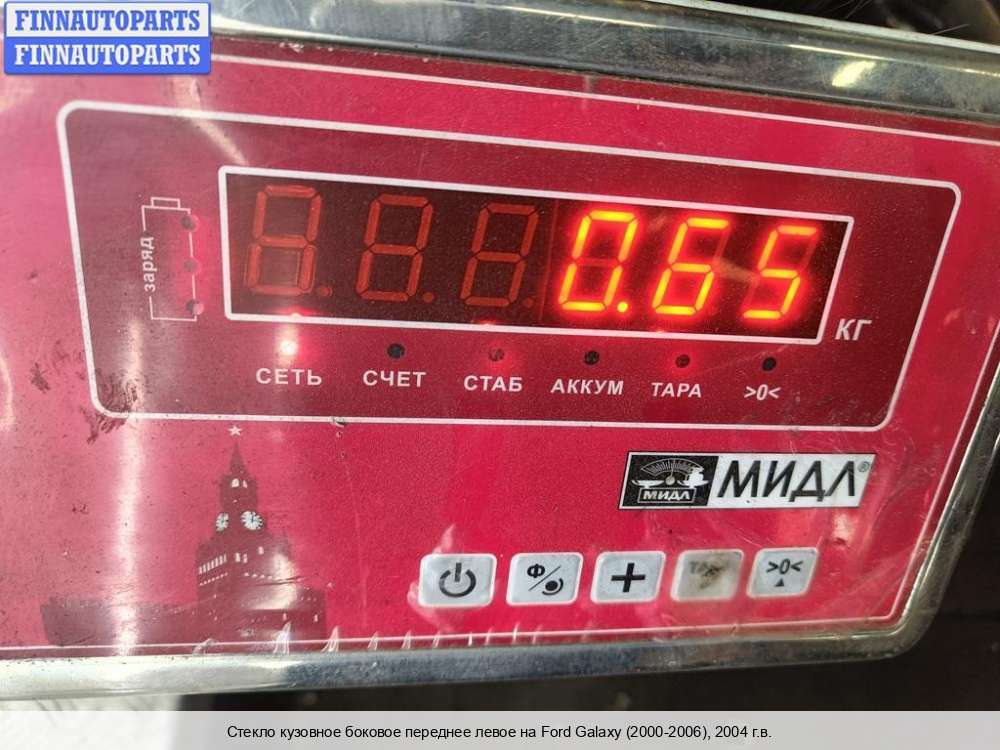 FINNAUTOPARTS
FINNAUTOPARTS
заряд
0.65
КГ
СЕТЬ СЧЕТ СТАБ АККУМ ТАРА >0<
МИДЛ МИДЛ®
Ф + >0<
Стекло кузовное боковое переднее левое на Ford Galaxy (2000-2006), 2004 г.в.